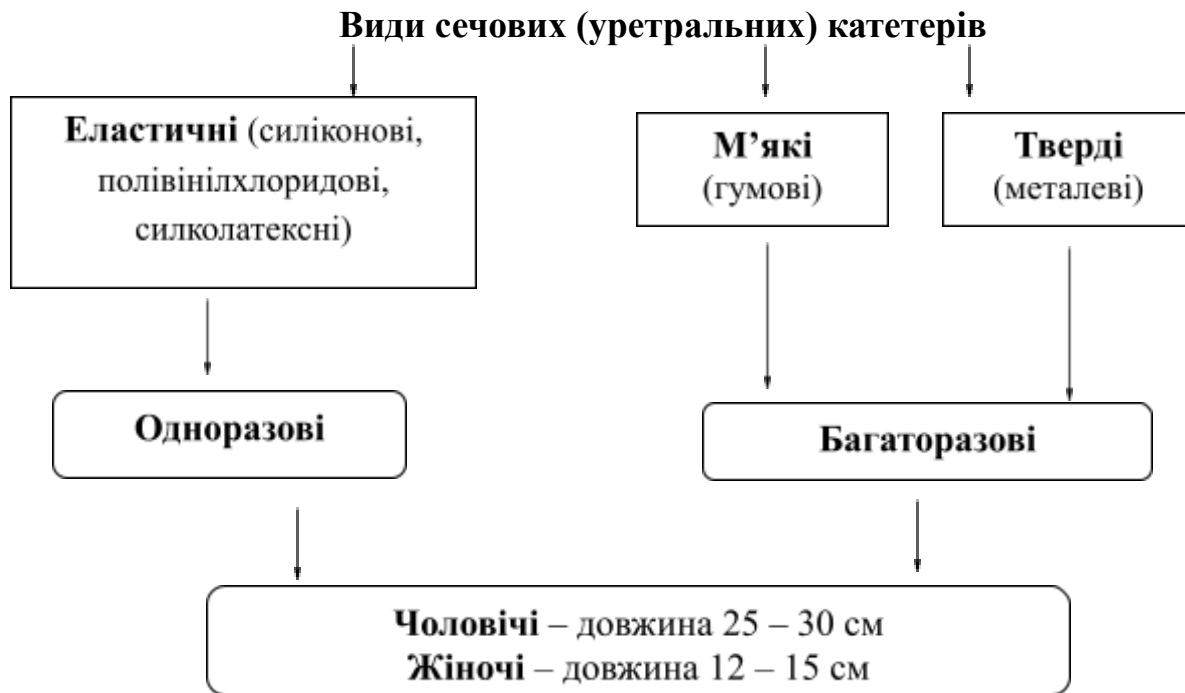 Види сечових (уретральних) катетерів
Еластичні (силіконові,
полівінілхлоридові,
силколатексні)
М’які
(гумові)
Тверді
(металеві)
Одноразові
Багаторазові
Чоловічі – довжина 25 – 30 см
Жіночі – довжина 12 – 15 см